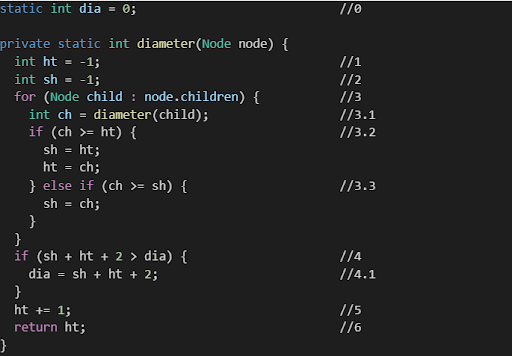 static int dia = 0; //0
private static int diameter(Node node) {
int ht = -1; //1
int sh = -1; //2
for (Node child : node.children) { //3
int ch = diameter(child); //3.1
if (ch >= ht) { //3.2
sh = ht;
ht = ch;
} else if (ch >= sh) { //3.3
sh = ch;
}
}
if (sh + ht + 2 > dia) { //4
dia = sh + ht + 2; //4.1
}
ht += 1; //5
return ht; //6
}